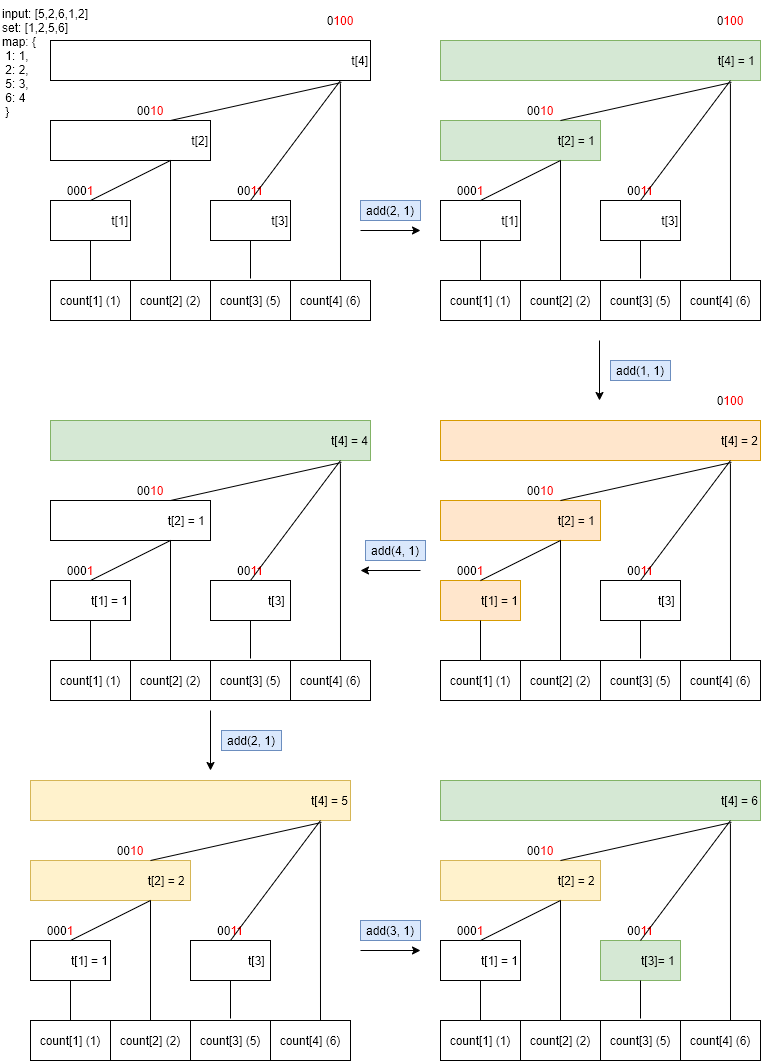 input: [5,2,6,1,2]
set: [1,2,5,6]
map: {
1: 1,
2: 2,
5: 3,
6: 4
}
0100
t[4]
0010
t[2]
0001
t[1]
0011
t[3]
count[1] (1)
count[2] (2)
count[3] (5)
count[4] (6)
add(2, 1)
0100
t[4] = 1
0010
t[2] = 1
0001
t[1]
0011
t[3]
count[1] (1)
count[2] (2)
count[3] (5)
count[4] (6)
add(1, 1)
0100
t[4] = 2
0010
t[2] = 1
0001
t[1] = 1
0011
t[3]
count[1] (1)
count[2] (2)
count[3] (5)
count[4] (6)
add(4, 1)
t[4] = 4
0010
t[2] = 1
0001
t[1] = 1
0011
t[3]
count[1] (1)
count[2] (2)
count[3] (5)
count[4] (6)
add(2, 1)
t[4] = 5
0010
t[2] = 2
0001
t[1] = 1
0011
t[3]
count[1] (1)
count[2] (2)
count[3] (5)
count[4] (6)
add(3, 1)
t[4] = 6
0010
t[2] = 2
0001
t[1] = 1
0011
t[3]= 1
count[1] (1)
count[2] (2)
count[3] (5)
count[4] (6)